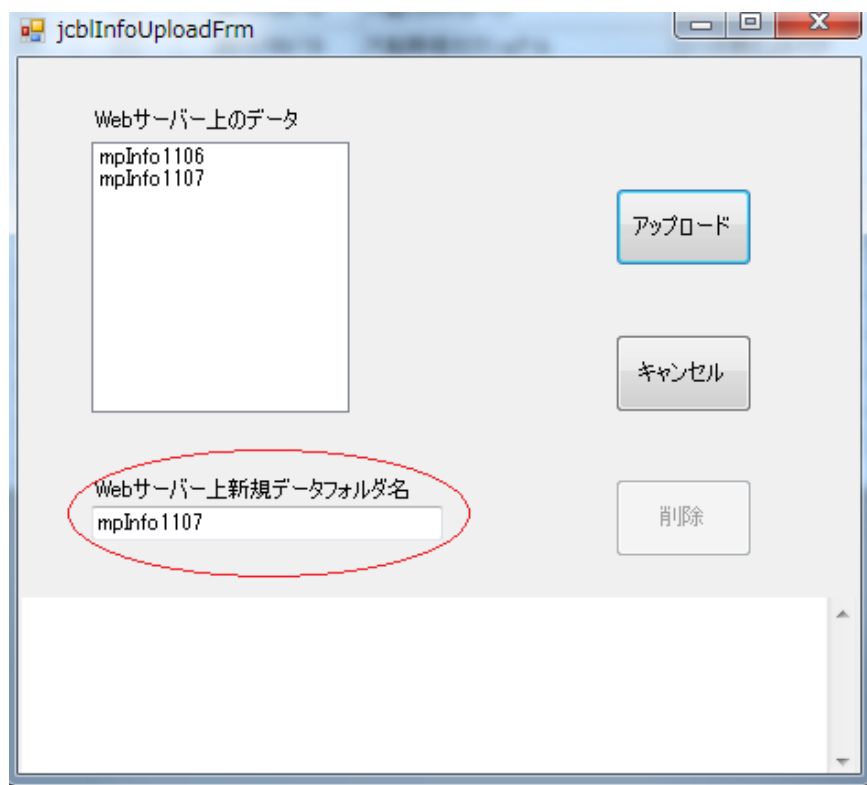 jcblInfoUploadFrm
Webサーバー上のデータ
mpInfo1106
mpInfo1107
アップロード
キャンセル
Webサーバー上新規データフォルダ名
mpInfo1107
削除